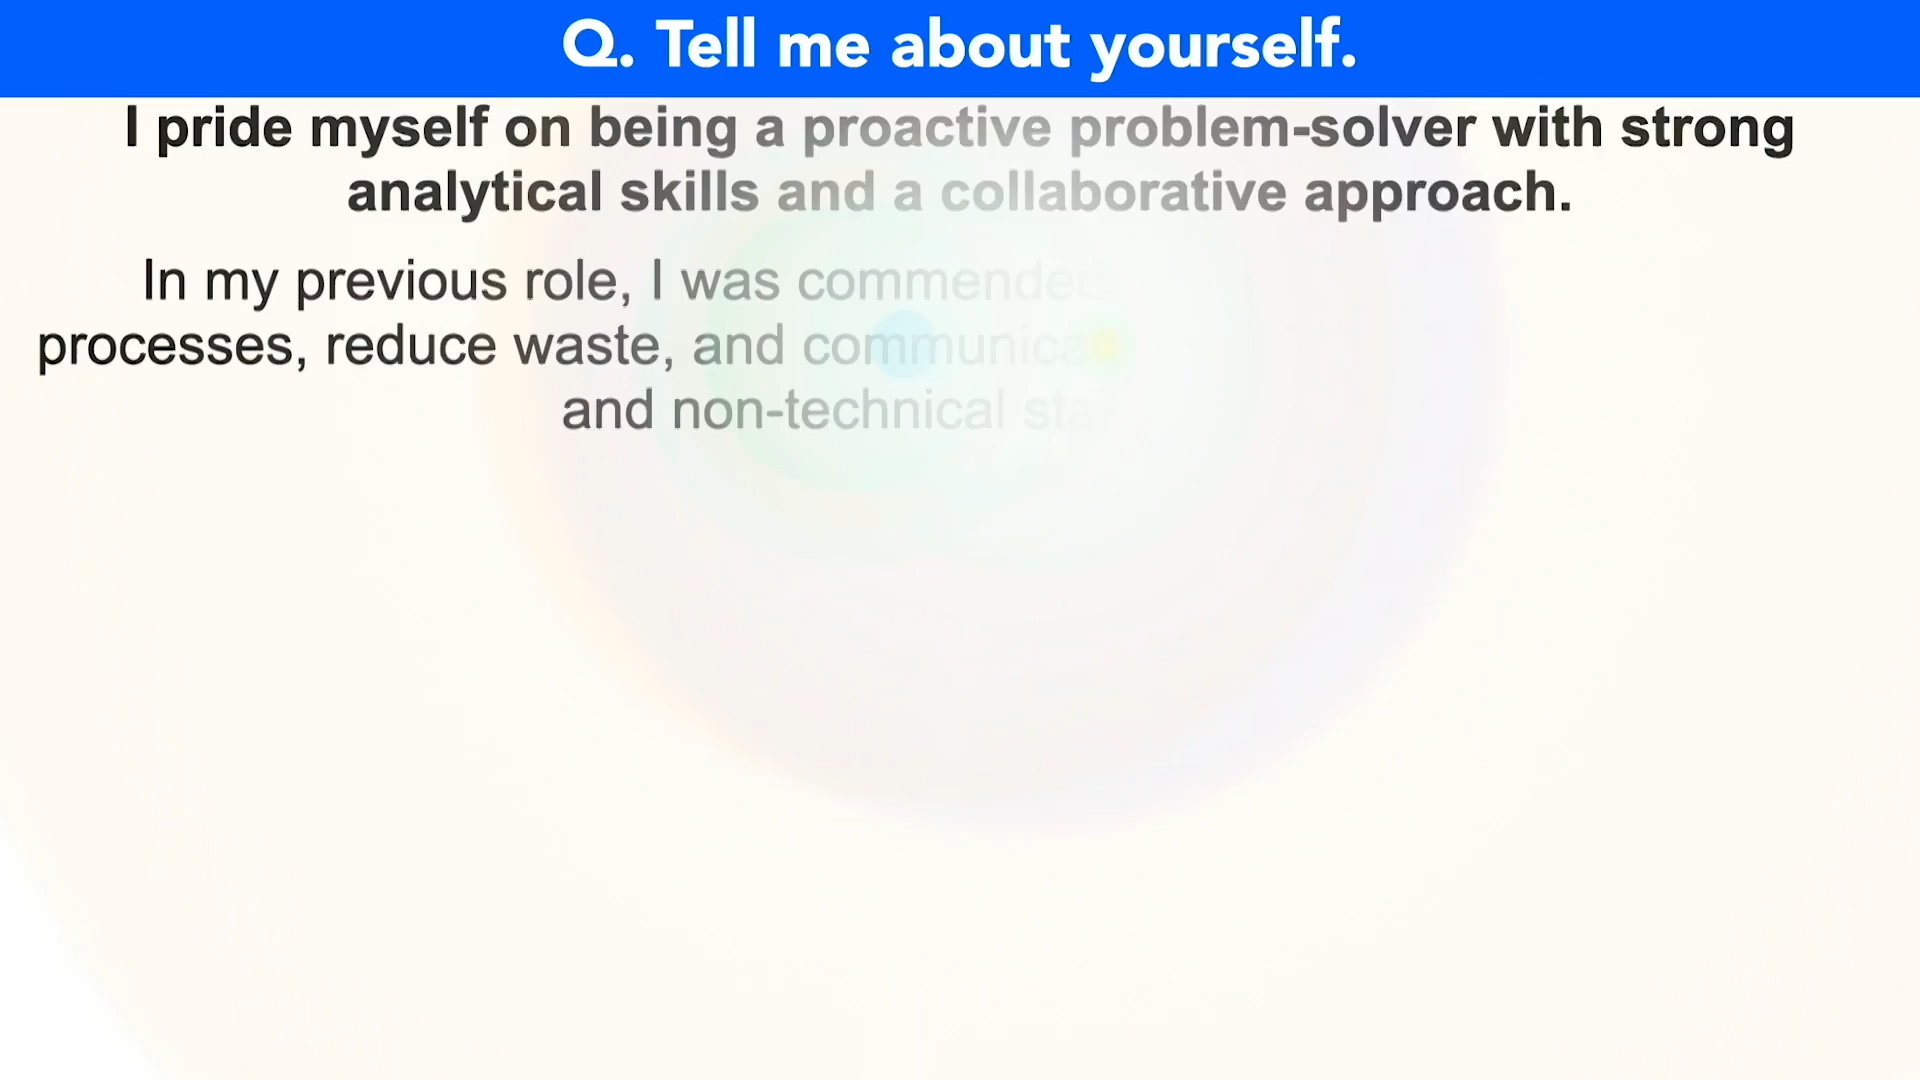 Q. Tell me about yourself.
I pride myself on being a proactive problem-solver with strong
analytical skills and a collaborative approach.
In my previous role, I was commended
processes, reduce waste, and
and non-technical